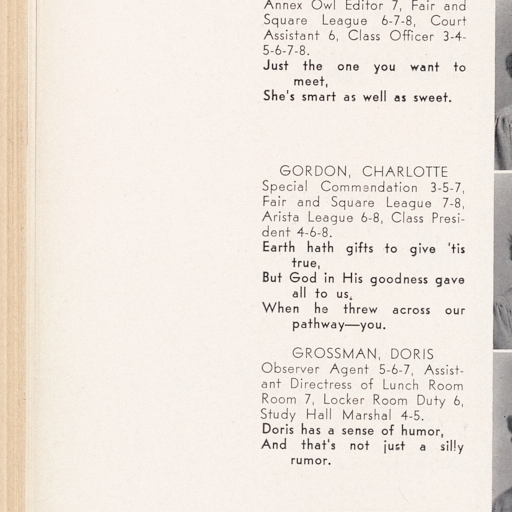 Annex Owl Editor 7, Fair and
Square League 6-7-8, Court
Assistant 6, Class Officer 3-4-
5-6-7-8.
Just the one you want to
meet,
She's smart as well as sweet.
GORDON, CHARLOTTE
Special Commendation 3-5-7,
Fair and Square League 7-8,
Arista League 6-8, Class Presi-
dent 4-6-8.
Earth hath gifts to give 'tis
true,
But God in His goodness gave
all to us,
When he threw across our
pathway—you.
GROSSMAN, DORIS
Observer Agent 5-6-7, Assist-
ant Directress of Lunch Room
Room 7, Locker Room Duty 6,
Study Hall Marshal 4-5.
Doris has a sense of humor,
And that's not just a silly
rumor.